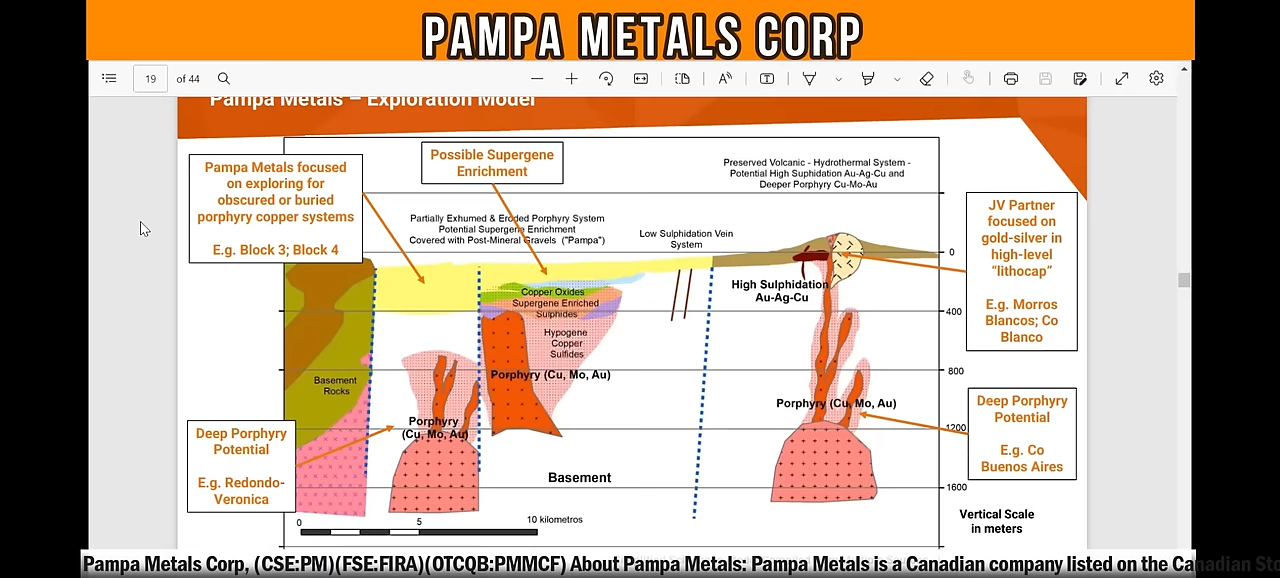 PAMPA METALS CORP
19 of 44
Pampa Metals – Exploration Model
Pampa Metals focused
on exploring for
obscured or buried
porphyry copper systems
E.g. Block 3; Block 4
Possible Supergene
Enrichment
Preserved Volcanic - Hydrothermal System -
Potential High Suphidation Au-Ag-Cu and
Deeper Porphyry Cu-Mo-Au
Partially Exhumed & Eroded Porphyry System
Potential Supergene Enrichment
Covered with Post-Mineral Gravels ("Pampa")
Low Sulphidation Vein
System
JV Partner
focused on
gold-silver in
high-level
"lithocap"
E.g. Morros
Blancos; Co
Blanco
0
High Sulphidation
Au-Ag-Cu
Copper Oxides
Supergene Enriched
Sulphides
400
Hypogene
Copper
Sulfides
Porphyry (Cu, Mo, Au)
800
Basement
Rocks
Porphyry (Cu, Mo, Au)
Deep Porphyry
Potential
E.g. Co
Buenos Aires
Porphyry
(Cu, Mo, Au)
1200
Deep Porphyry
Potential
E.g. Redondo-
Veronica
Basement
1600
Vertical Scale
in meters
0 5 10 kilometros
Pampa Metals Corp, (CSE:PM)(FSE:FIRA)(OTCQB:PMMCF) About Pampa Metals: Pampa Metals is a Canadian company listed on the Canadian Sto